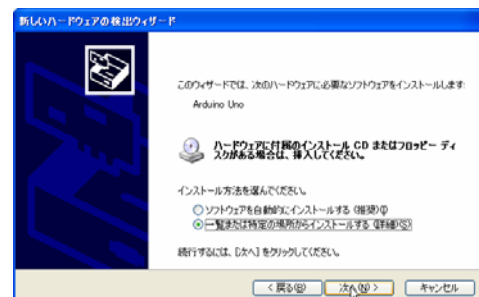 新しいハードウェアの検出ウィザード
このウィザードでは、次のハードウェアに必要なソフトウェアをインストールします:
Arduino Uno
ハードウェアに付属のインストール CD またはフロッピー ディ
スクがある場合は、挿入してください。
インストール方法を選んでください。
ソフトウェアを自動的にインストールする (推奨)(I)
一覧または特定の場所からインストールする (詳細)(S)
続行するには、[次へ] をクリックしてください。
< 戻る(B) 次へ(N) > キャンセル